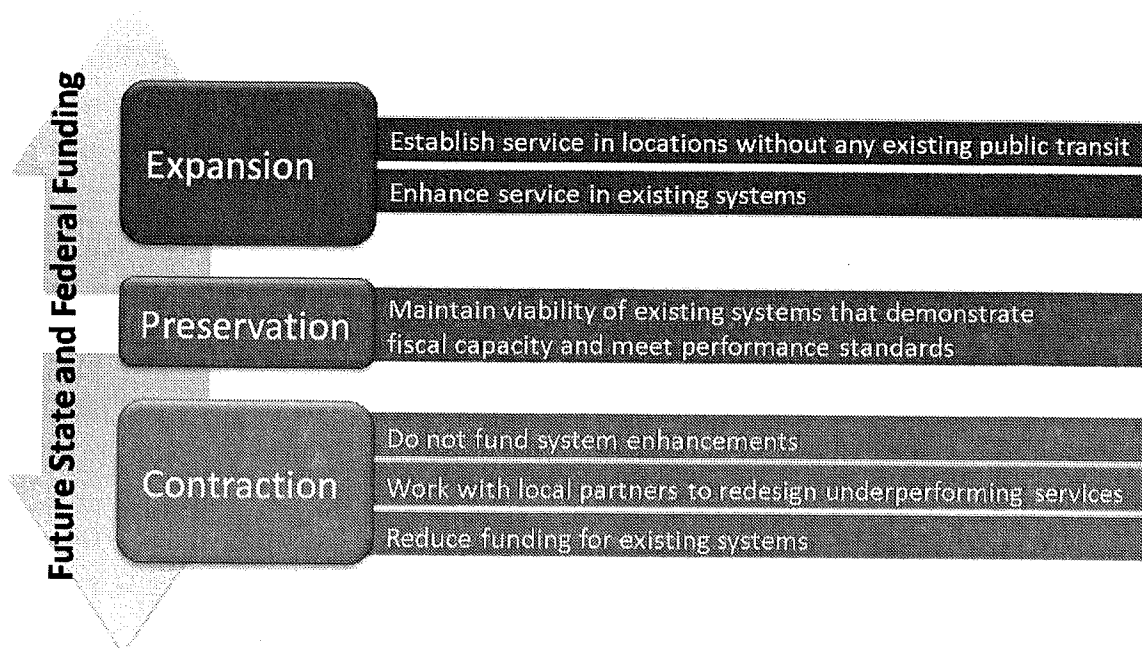 Future State and Federal Funding
Expansion
Establish service in locations without any existing public transit
Enhance service in existing systems
Preservation
Maintain viability of existing systems that demonstrate
fiscal capacity and meet performance standards
Contraction
Do not fund system enhancements
Work with local partners to redesign underperforming services
Reduce funding for existing systems